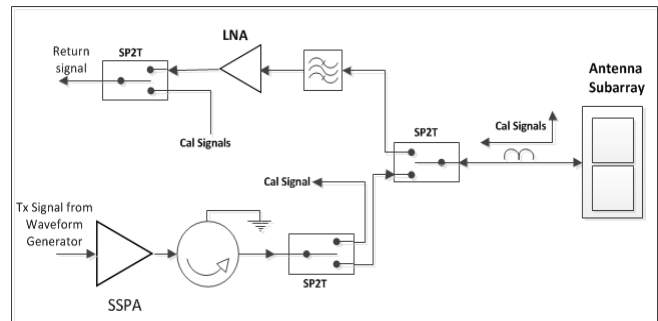 LNA
Return
signal
SP2T
Cal Signals
Antenna
Subarray
Cal Signals
SP2T
Cal Signal
Tx Signal from
Waveform
Generator
SP2T
SSPA